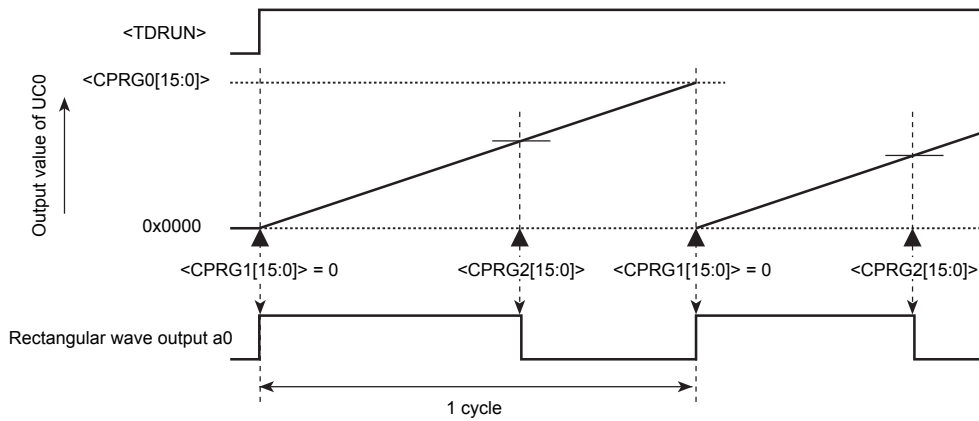 <TDRUN>
<CPRG0[15:0]>
Output value of UC0
0x0000
<CPRG1[15:0]> = 0 <CPRG2[15:0]> <CPRG1[15:0]> = 0 <CPRG2[15:0]>
Rectangular wave output a0
1 cycle